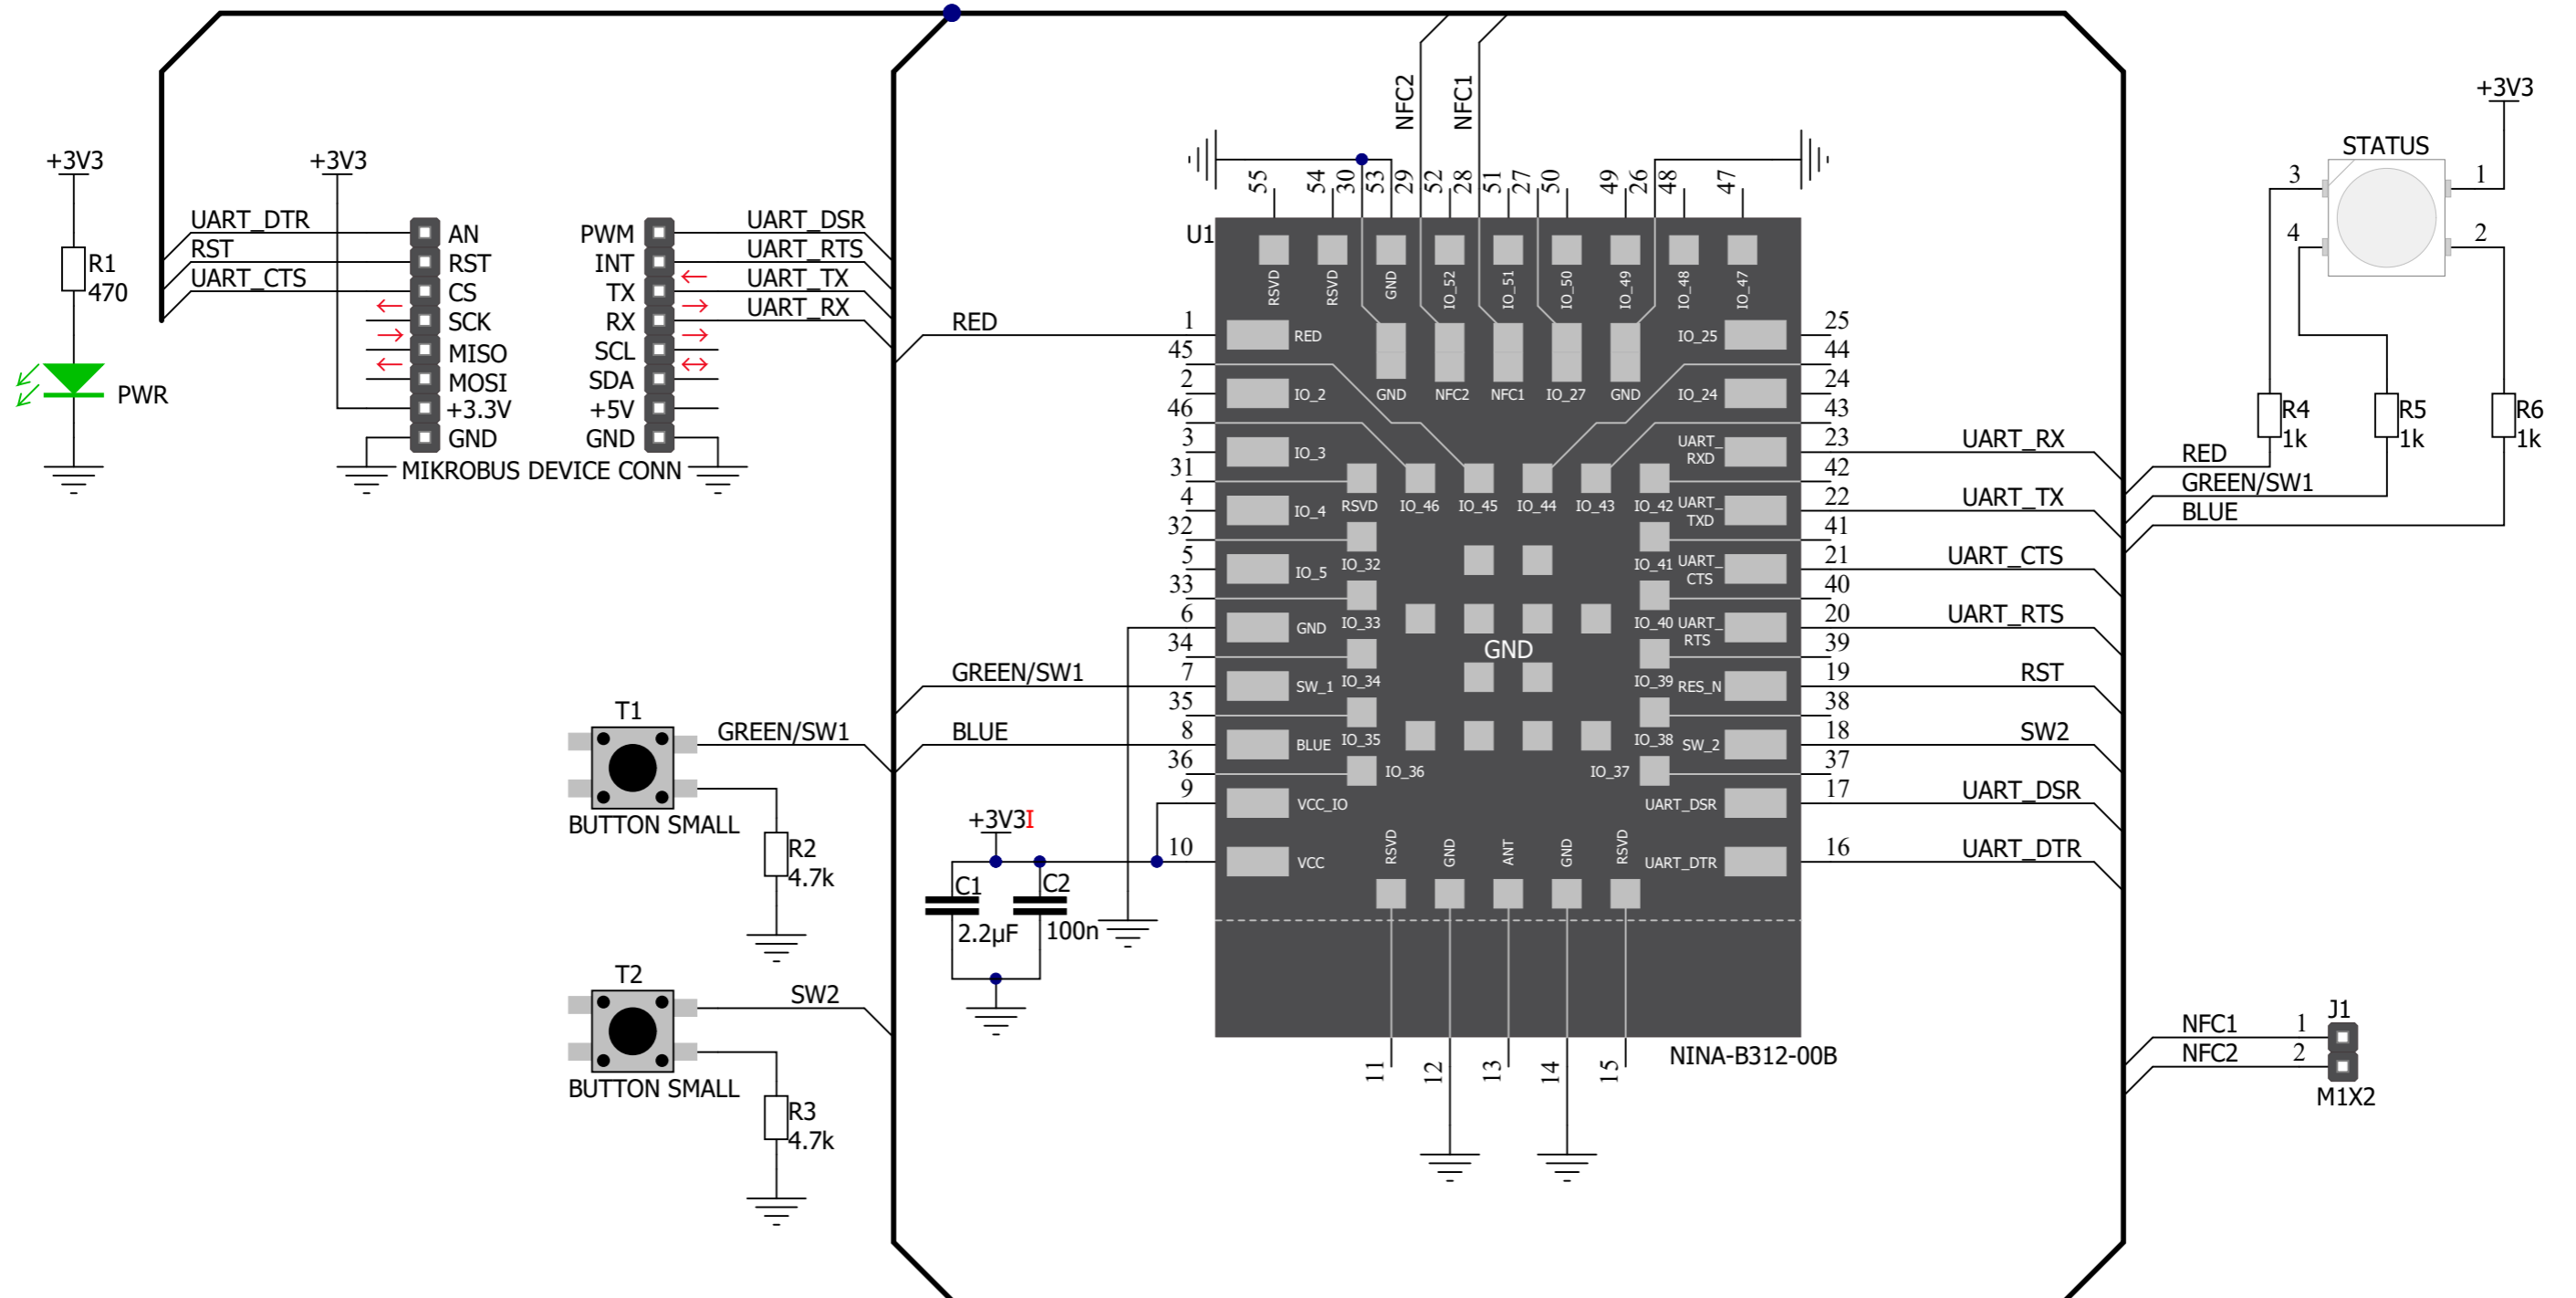 +3V3
R1
470
PWR
UART_DTR
RST
UART_CTS
+3V3
AN
RST
CS
SCK
MISO
MOSI
+3.3V
GND
PWM
INT
TX
RX
SCL
SDA
+5V
GND
MIKROBUS DEVICE CONN
UART_DSR
UART_RTS
UART_TX
UART_RX
T1
GREEN/SW1
BUTTON SMALL
R2
4.7k
T2
SW2
BUTTON SMALL
R3
4.7k
RED
GREEN/SW1
BLUE
+3V3I
C1
2.2µF
C2
100n
NFC2
NFC1
55
54
30
53
29
52
28
51
27
50
49
26
48
47
U1
RSVD
RSVD
GND
IO_52
IO_51
IO_50
IO_49
IO_48
IO_47
GND
NFC2
NFC1
IO_27
GND
1
45
2
46
3
31
4
32
5
33
6
34
7
35
8
36
9
10
RED
IO_2
IO_3
IO_4
IO_5
GND
SW_1
BLUE
VCC_IO
VCC
RSVD
IO_46
IO_45
IO_44
IO_43
IO_42
IO_32
IO_33
IO_34
IO_35
IO_36
GND
IO_41
IO_40
IO_39
IO_38
IO_37
IO_25
IO_24
UART_
RXD
UART_
TXD
UART_
CTS
UART_
RTS
RES_N
SW_2
UART_DSR
UART_DTR
RSVD
GND
ANT
GND
RSVD
11
12
13
14
15
NINA-B312-00B
25
44
24
43
23
42
22
41
21
40
20
39
19
38
18
37
17
16
UART_RX
UART_TX
UART_CTS
UART_RTS
RST
SW2
UART_DSR
UART_DTR
+3V3
STATUS
3
1
4
2
R4
1k
R5
1k
R6
1k
RED
GREEN/SW1
BLUE
J1
NFC1 1
NFC2 2
M1X2